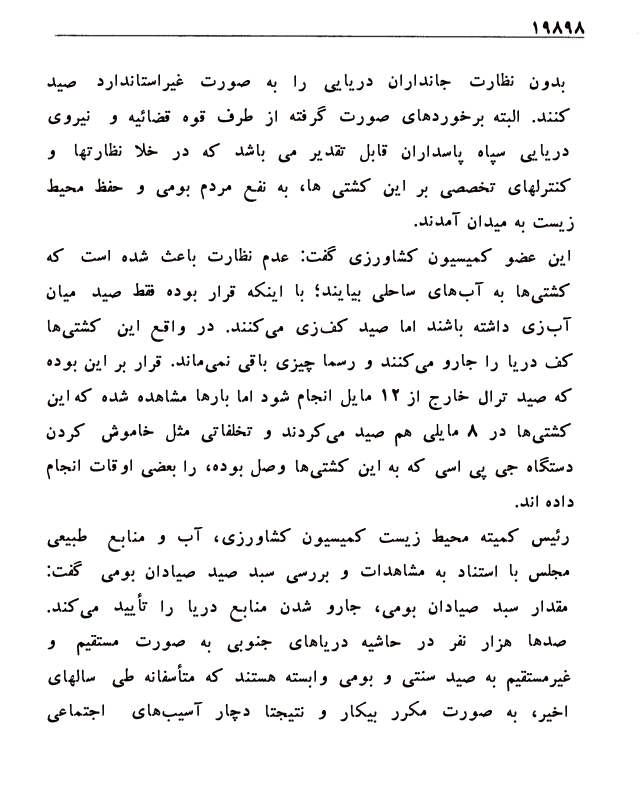 ۱۹۸۹۸
بدون نظارت جانداران دریایی را به صورت غیراستاندارد صید
کنند. البته برخوردهای صورت گرفته از طرف قوه قضائیه و نیروی
دریایی سپاه پاسداران قابل تقدیر می باشد که در خلا نظارتها و
کنترلهای تخصصی بر این کشتی ها، به نفع مردم بومی و حفظ محیط
زیست به میدان آمدند.
این عضو کمیسیون کشاورزی گفت: عدم نظارت باعث شده است که
کشتی‌ها به آب‌های ساحلی بیایند؛ با اینکه قرار بوده فقط صید میان
آب‌زی داشته باشند اما صید کف‌زی می‌کنند. در واقع این کشتی‌ها
کف دریا را جارو می‌کنند و رسما چیزی باقی نمی‌ماند. قرار بر این بوده
که صید ترال خارج از ۱۲ مایل انجام شود اما بارها مشاهده شده که این
کشتی‌ها در ۸ مایلی هم صید می‌کردند و تخلفاتی مثل خاموش کردن
دستگاه جی پی اسی که به این کشتی‌ها وصل بوده، را بعضی اوقات انجام
داده اند.
رئیس کمیته محیط زیست کمیسیون کشاورزی، آب و منابع طبیعی
مجلس با استناد به مشاهدات و بررسی سبد صید صیادان بومی گفت:
مقدار سبد صیادان بومی، جارو شدن منابع دریا را تأیید می‌کند.
صدها هزار نفر در حاشیه دریاهای جنوبی به صورت مستقیم و
غیرمستقیم به صید سنتی و بومی وابسته هستند که متأسفانه طی سالهای
اخیر، به صورت مکرر بیکار و نتیجتا دچار آسیب‌های اجتماعی